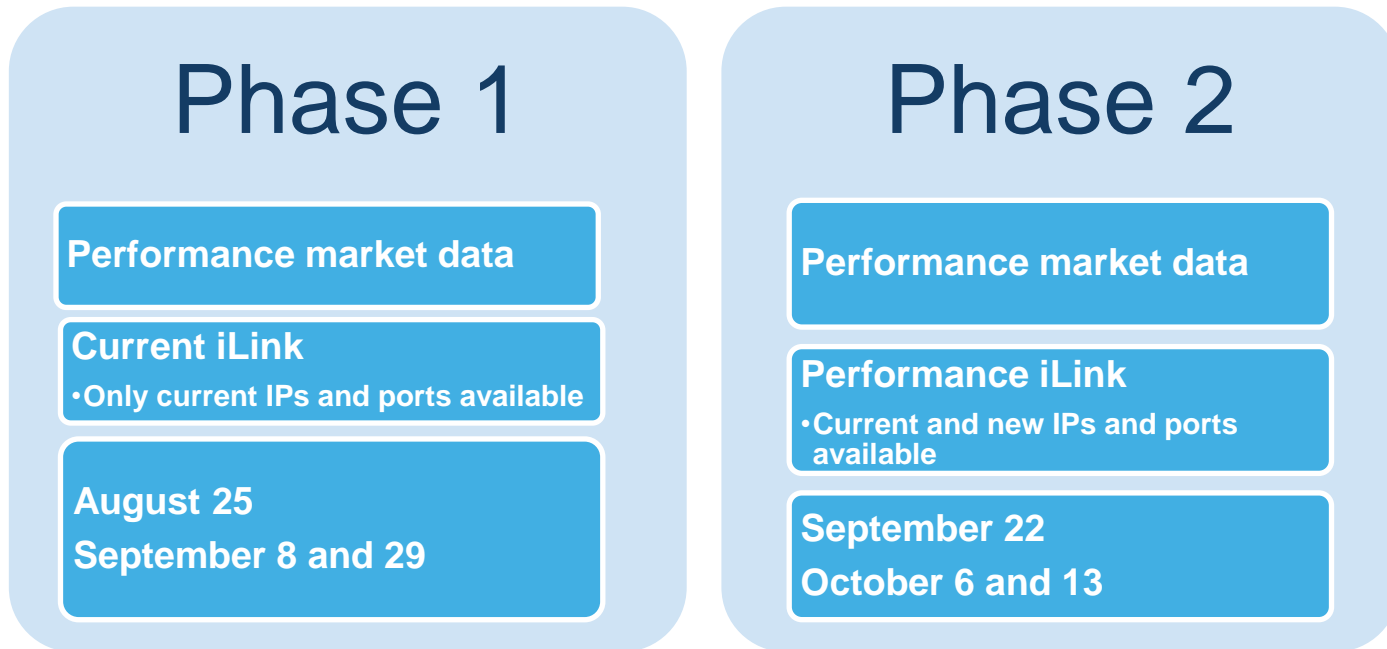 Phase 1
Performance market data
Current iLink
•Only current IPs and ports available
August 25
September 8 and 29
Phase 2
Performance market data
Performance iLink
•Current and new IPs and ports
available
September 22
October 6 and 13